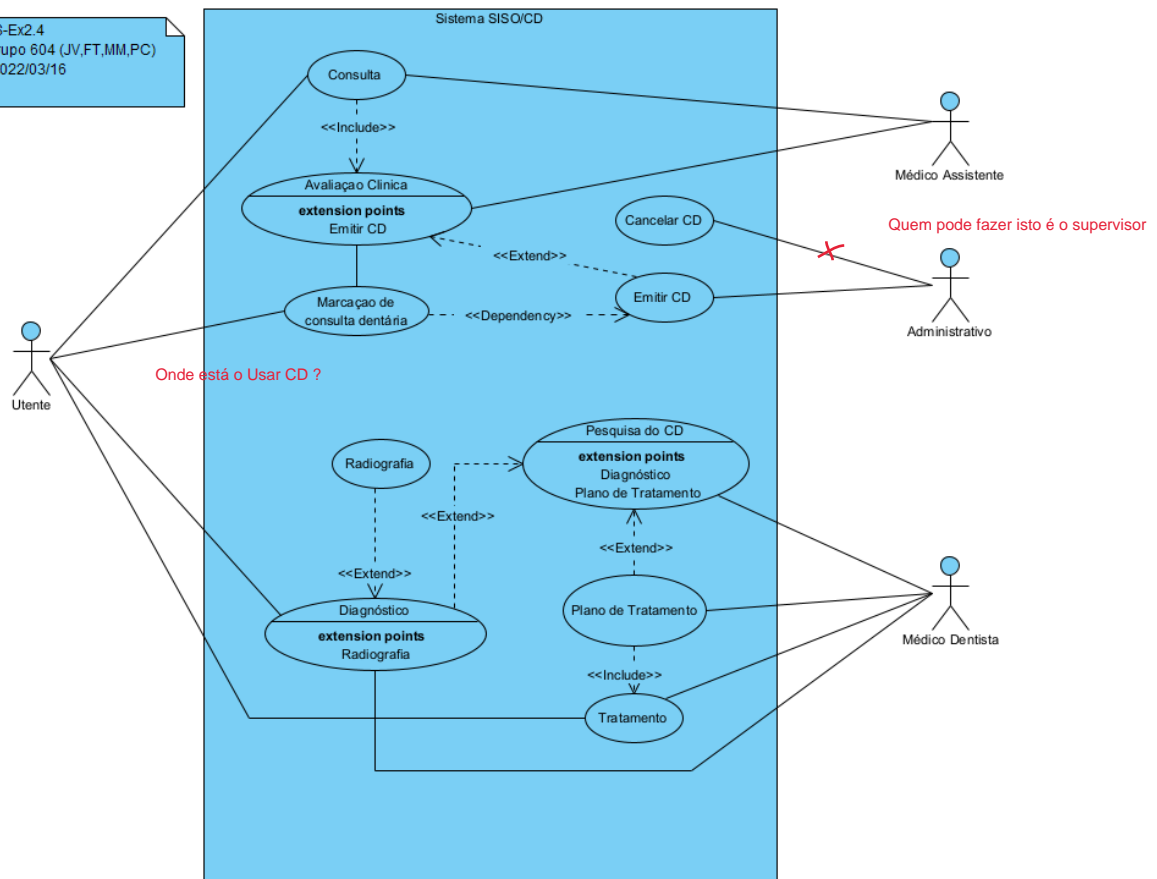 Sistema SISO/CD
-Ex2.4
upo 604 (JV,FT,MM,PC)
022/03/16
Consulta
<<Include>>
Médico Assistente
Avaliaçao Clinica
extension points
Emitir CD
Cancelar CD
Quem pode fazer isto é o supervisor
<<Extend>>
Emitir CD
Marcaçao de
consulta dentária
<<Dependency>>
Administrativo
Onde está o Usar CD ?
Utente
Pesquisa do CD
extension points
Diagnóstico
Plano de Tratamento
Radiografia
<<Extend>>
<<Extend>>
<<Extend>>
Diagnóstico
extension points
Radiografia
Plano de Tratamento
Médico Dentista
<<Include>>
Tratamento